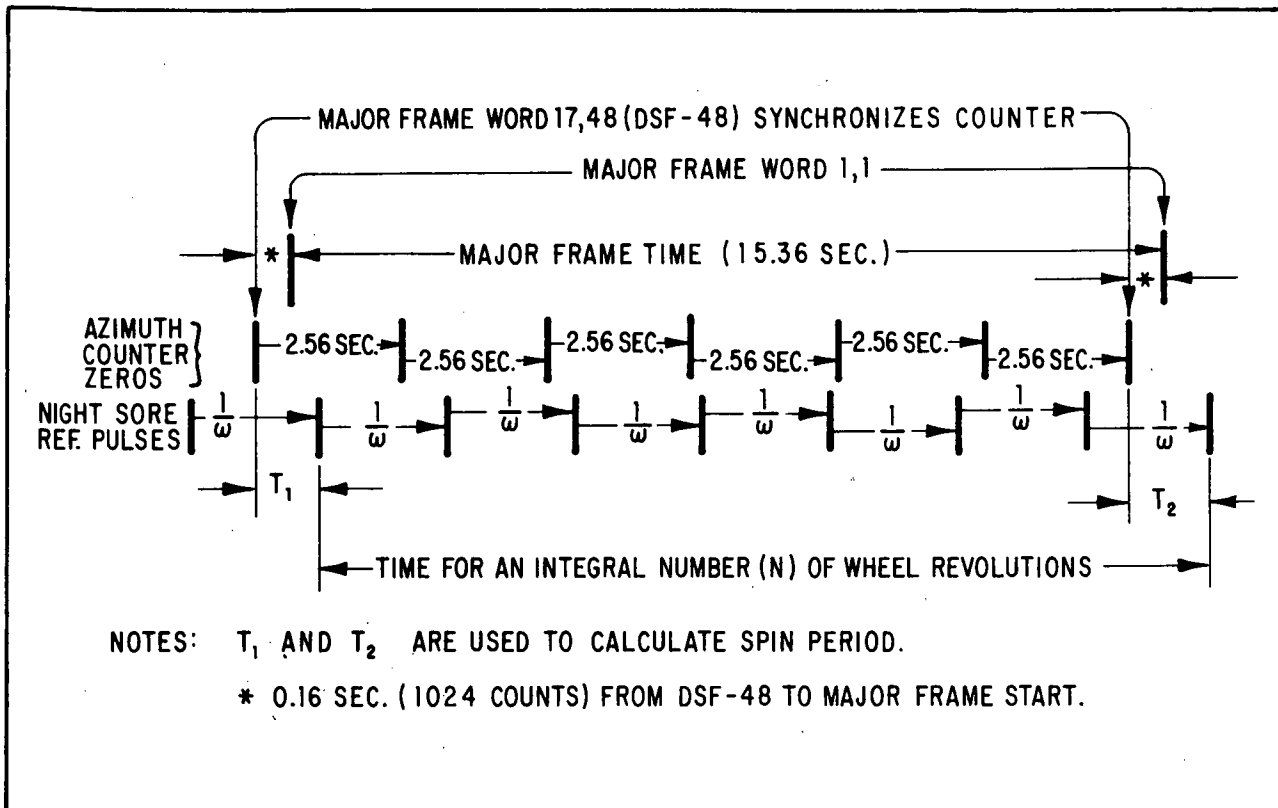 MAJOR FRAME WORD 17,48 (DSF-48) SYNCHRONIZES COUNTER
MAJOR FRAME WORD 1,1
* MAJOR FRAME TIME (15.36 SEC.)
*
AZIMUTH
COUNTER
ZEROS
2.56 SEC. 2.56 SEC. 2.56 SEC. 2.56 SEC. 2.56 SEC. 2.56 SEC.
NIGHT SORE
REF. PULSES
1/ω 1/ω 1/ω 1/ω 1/ω 1/ω 1/ω 1/ω
T₁ T₂
TIME FOR AN INTEGRAL NUMBER (N) OF WHEEL REVOLUTIONS
NOTES: T₁ AND T₂ ARE USED TO CALCULATE SPIN PERIOD.
* 0.16 SEC. (1024 COUNTS) FROM DSF-48 TO MAJOR FRAME START.